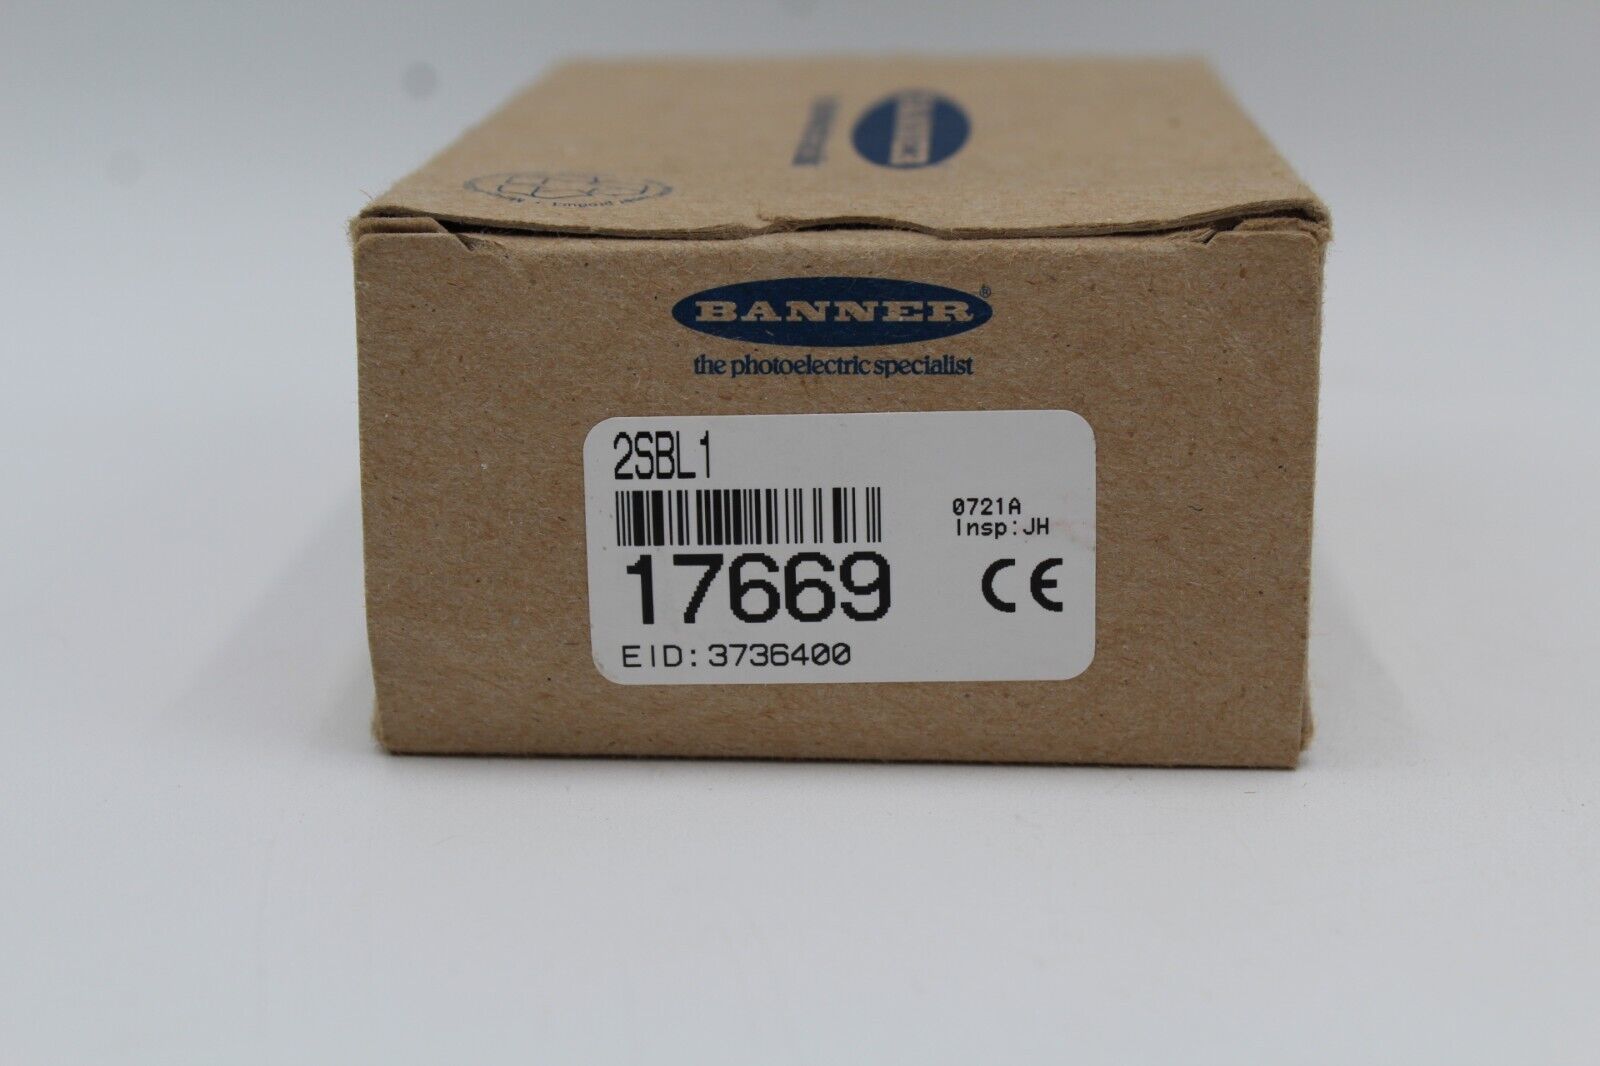 BANNER®
the photoelectric specialist
2SBL1
0721A
Insp:JH
17669
CE
EID: 3736400